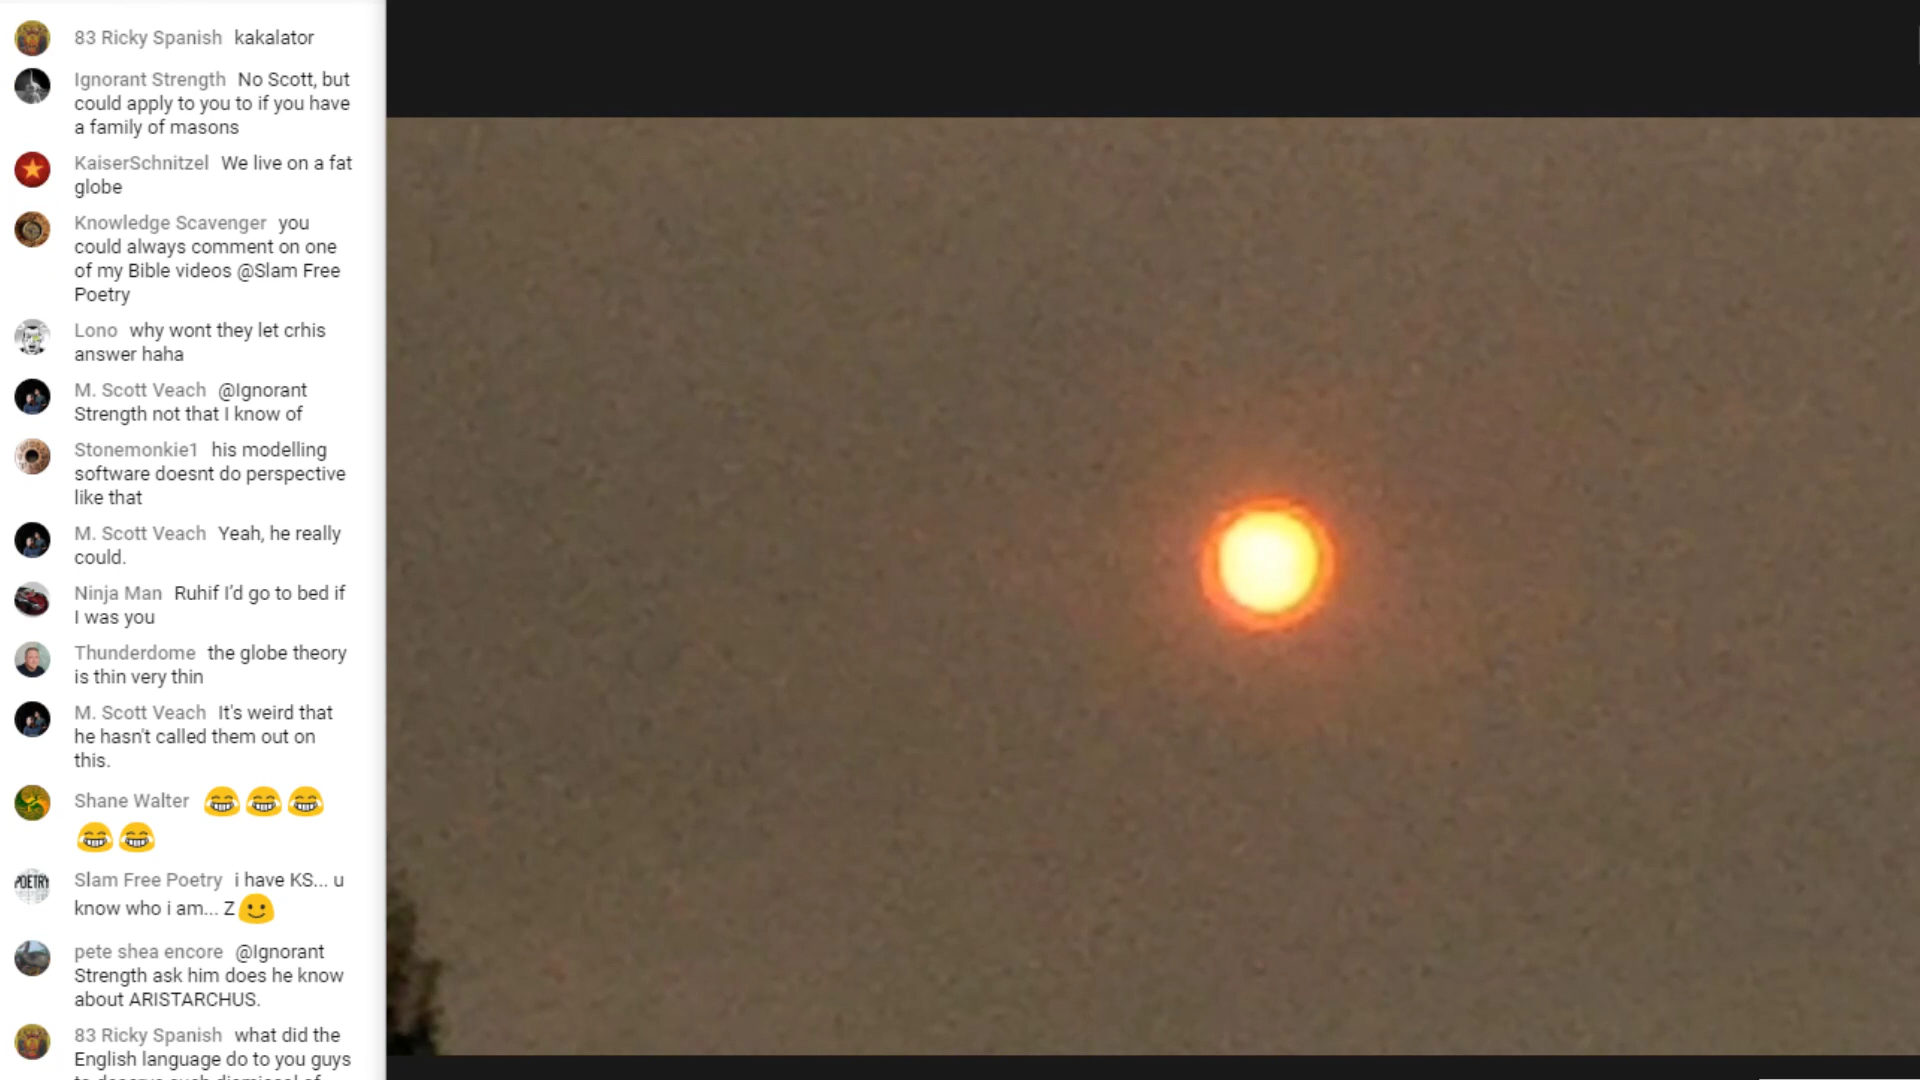 83 Ricky Spanish kakalator
Ignorant Strength No Scott, but
could apply to you to if you have
a family of masons
KaiserSchnitzel We live on a fat
globe
Knowledge Scavenger you
could always comment on one
of my Bible videos @Slam Free
Poetry
Lono why wont they let crhis
answer haha
M. Scott Veach @Ignorant
Strength not that I know of
Stonemonkie1 his modelling
software doesnt do perspective
like that
M. Scott Veach Yeah, he really
could.
Ninja Man Ruhif I'd go to bed if
I was you
Thunderdome the globe theory
is thin very thin
M. Scott Veach It's weird that
he hasn't called them out on
this.
Shane Walter 😂😂😂
😂😂
POETRY
Slam Free Poetry i have KS... u
know who i am... Z🙂
pete shea encore @Ignorant
Strength ask him does he know
about ARISTARCHUS.
83 Ricky Spanish what did the
English language do to you guys